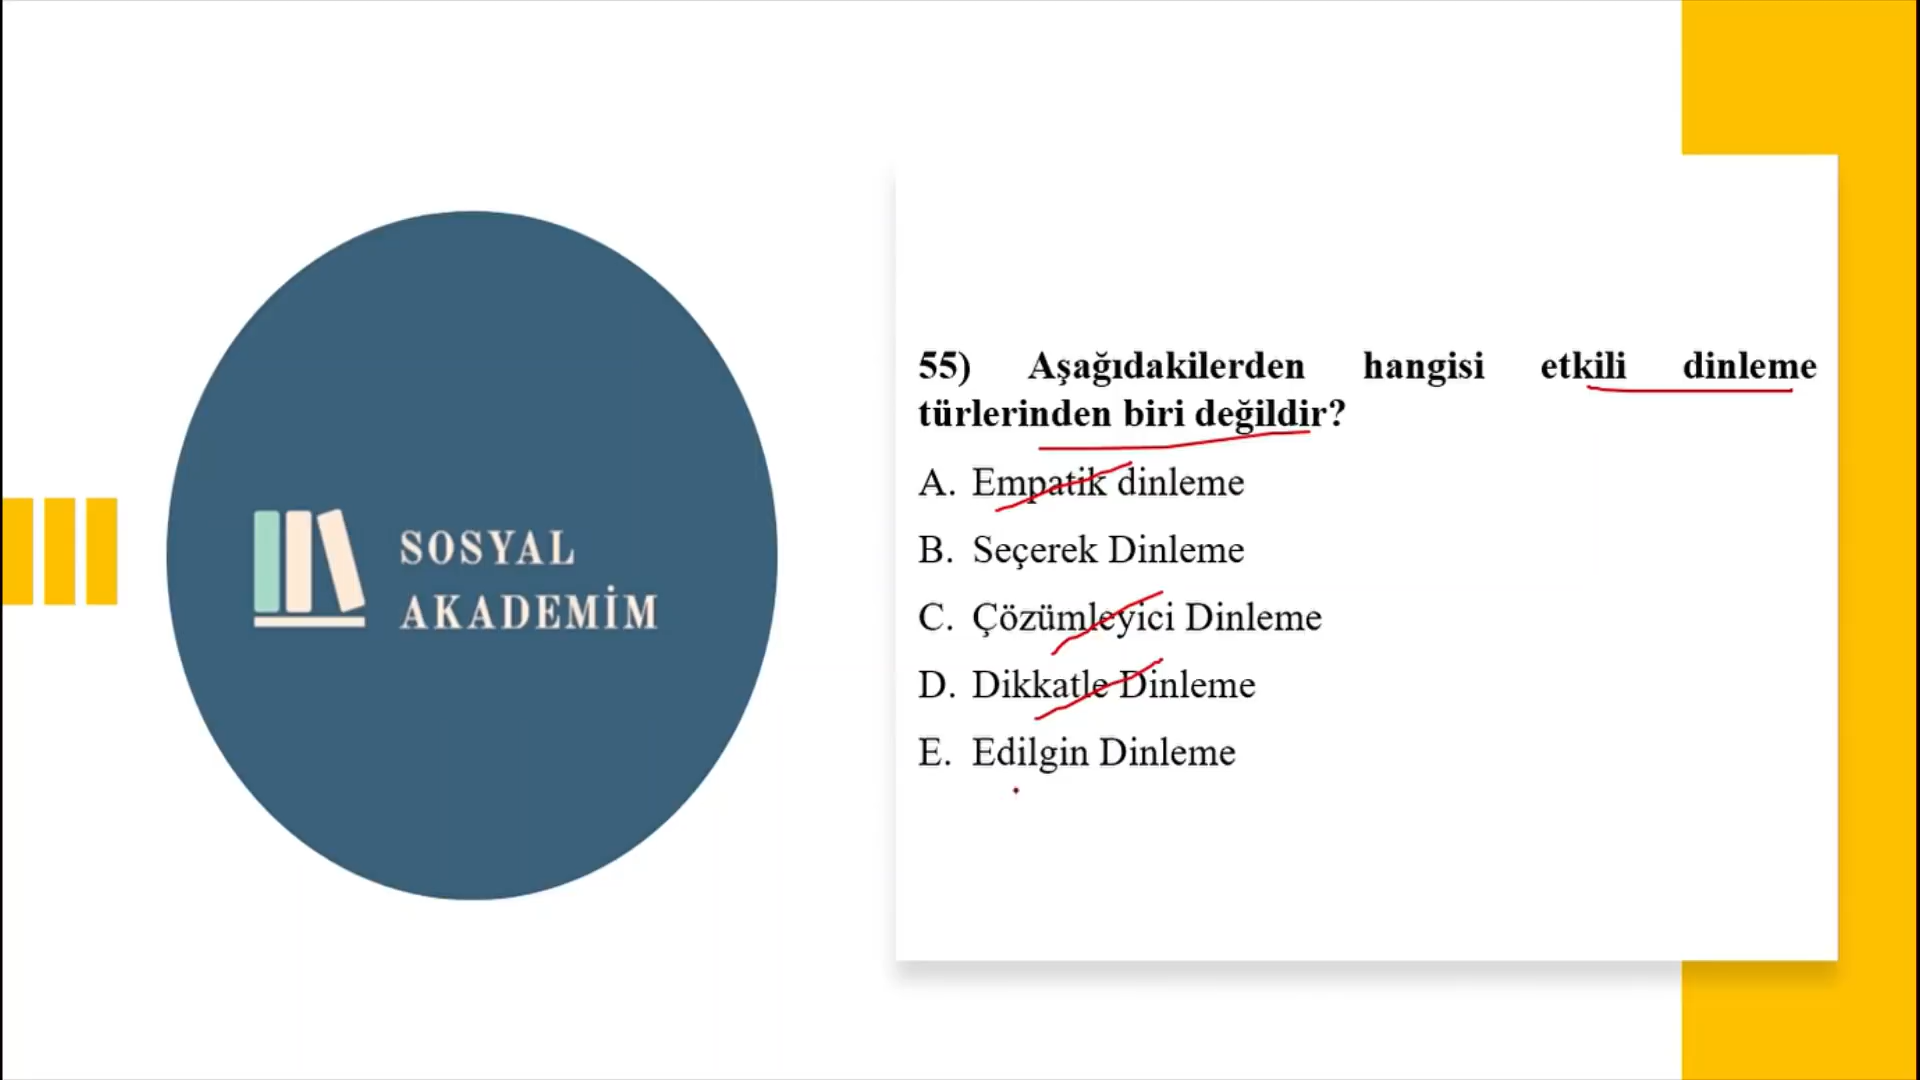 SOSYAL
AKADEMİM
55) Aşağıdakilerden hangisi etkili dinleme
türlerinden biri değildir?
A. Empatik dinleme
B. Seçerek Dinleme
C. Çözümleyici Dinleme
D. Dikkatle Dinleme
E. Edilgin Dinleme